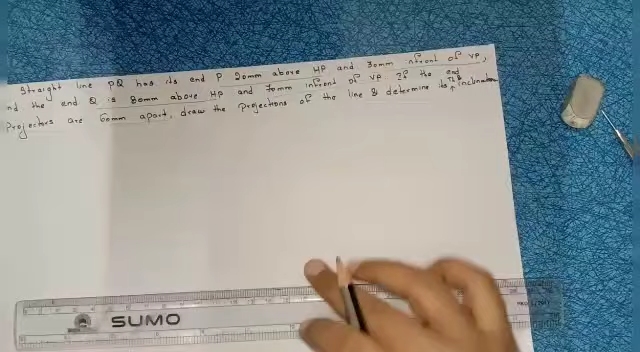 Straight line PQ has its end P 20mm above HP and 30mm infront of VP,
nd the end Q is 80mm above HP and 70mm infront of VP If the end
Projectors are 60mm apart, draw the Projections of the line & determine its inclination
SUMO